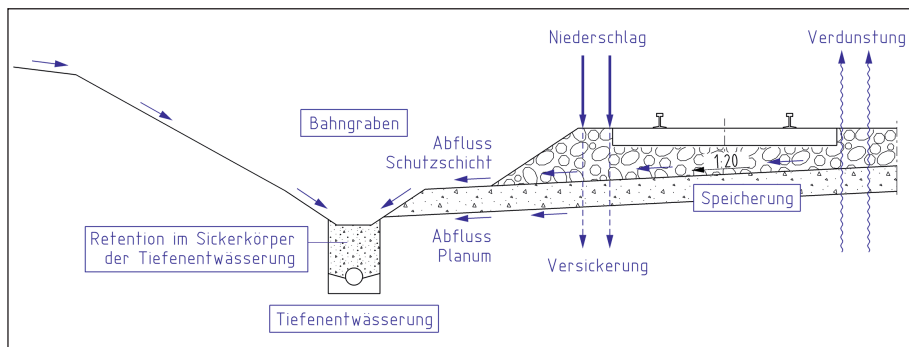 Niederschlag
Verdunstung
Bahngraben
Abfluss
Schutzschicht
1:20
Speicherung
Retention im Sickerkörper
der Tiefenentwässerung
Abfluss
Planum
Versickerung
Tiefenentwässerung